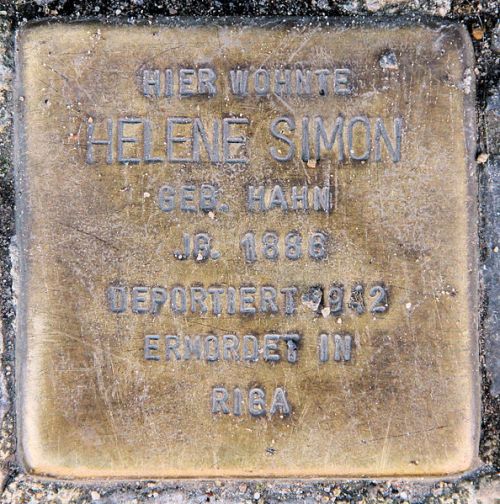 HIER WOHNTE
HELENE SIMON
GEB. HAHN
JG. 1886
DEPORTIERT 1942
ERMORDET IN
RIGA